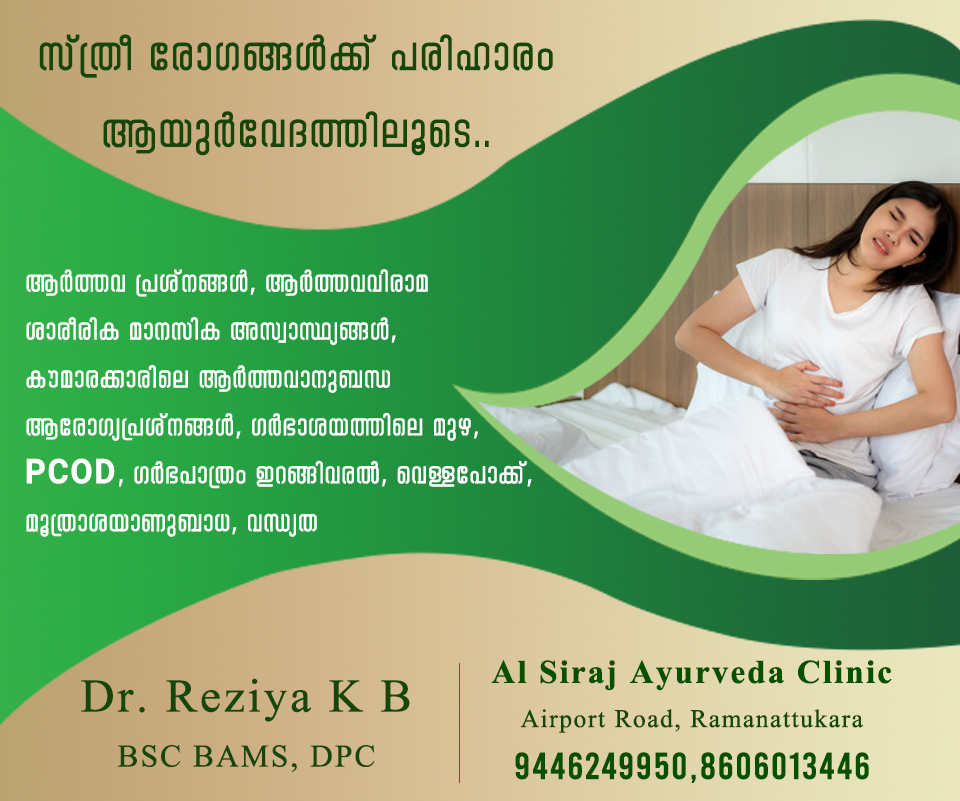 സ്ത്രീ രോഗങ്ങൾക്ക് പരിഹാരം
ആയുർവേദത്തിലൂടെ..
ആർത്തവ പ്രശ്നങ്ങൾ, ആർത്തവവിരാമ
ശാരീരിക മാനസിക അസ്വാസ്ഥ്യങ്ങൾ,
കൗമാരക്കാരിലെ ആർത്തവാനുബന്ധ
ആരോഗ്യപ്രശ്നങ്ങൾ, ഗർഭാശയത്തിലെ മുഴ,
PCOD, ഗർഭപാത്രം ഇറങ്ങിവരൽ, വെള്ളപോക്ക്,
മൂത്രാശയാണുബാധ, വന്ധ്യത
Dr. Reziya K B
BSC BAMS, DPC
Al Siraj Ayurveda Clinic
Airport Road, Ramanattukara
9446249950,8606013446